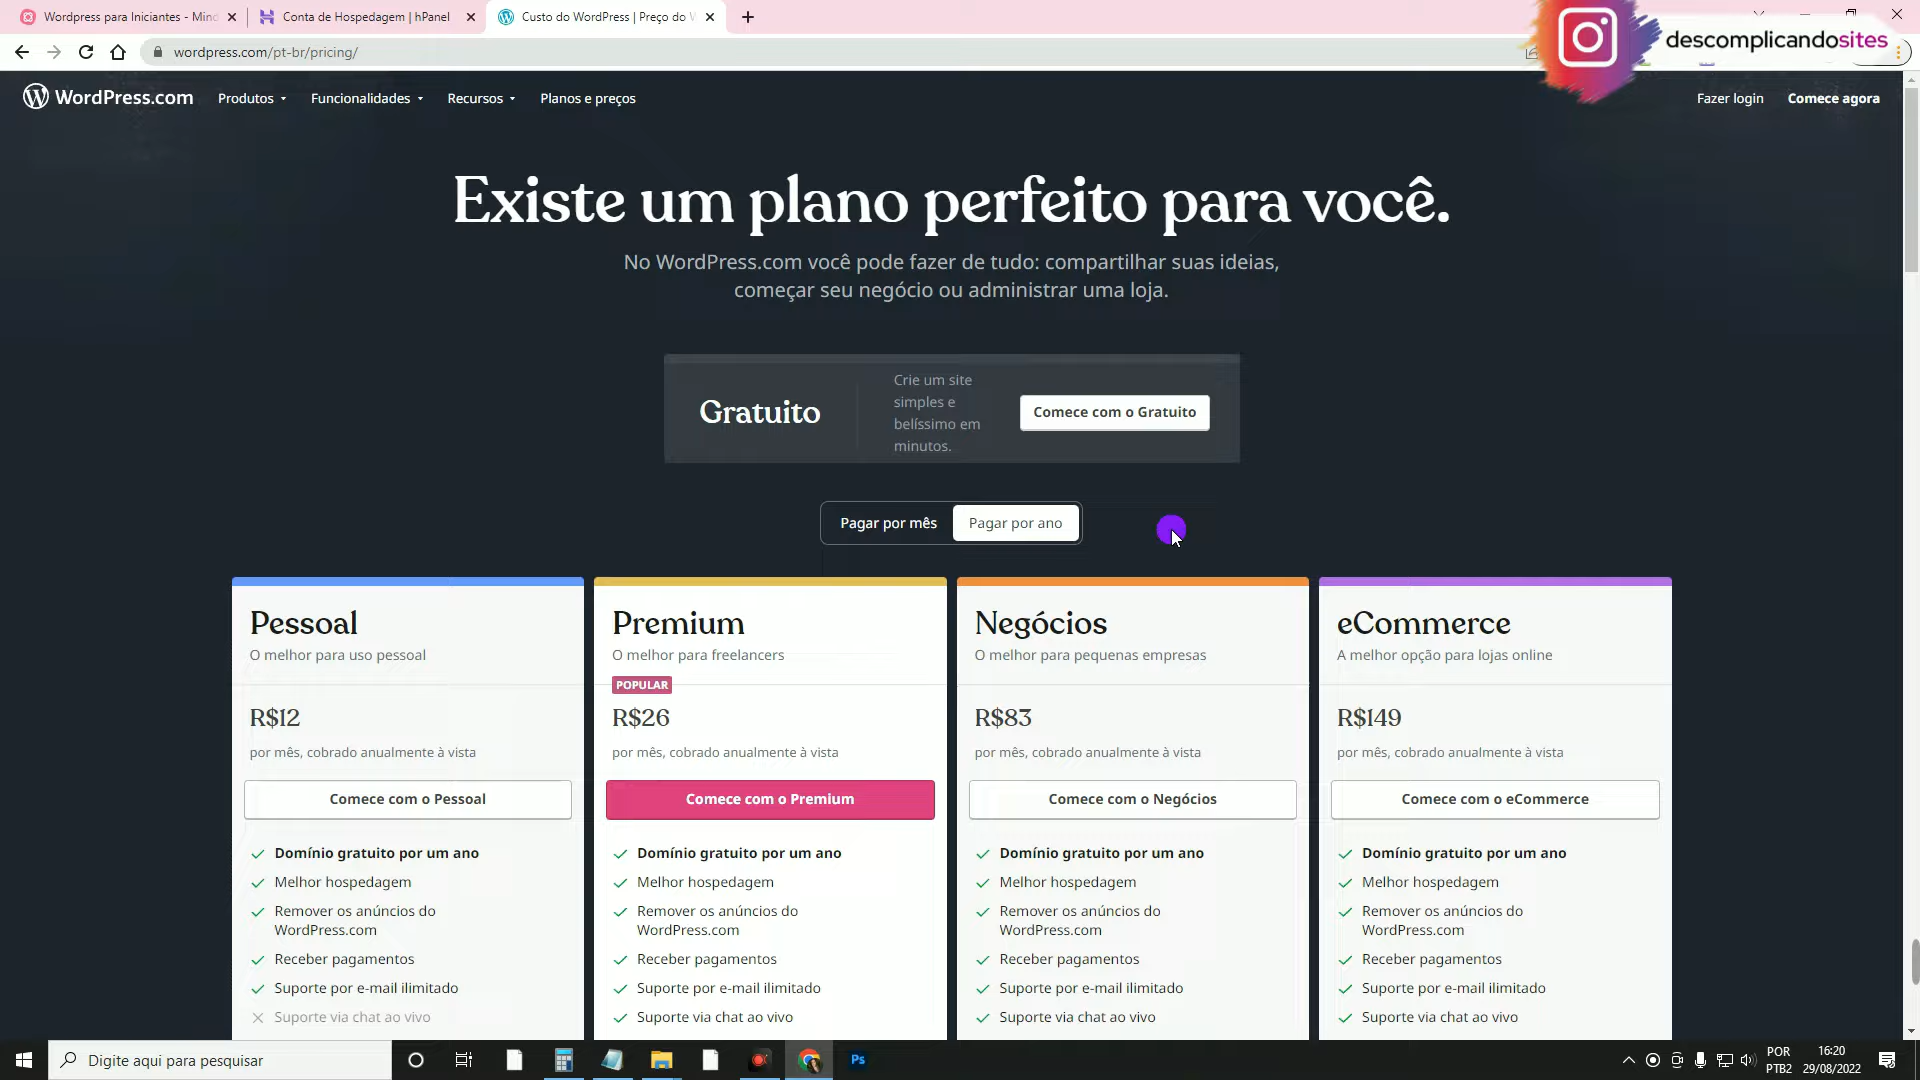 Wordpress para Iniciantes - Mind
Conta de Hospedagem | hPanel
Custo do WordPress | Preço do W
descomplicandosites
wordpress.com/pt-br/pricing/
WordPress.com
Produtos
Funcionalidades
Recursos
Planos e preços
Fazer login
Comece agora
Existe um plano perfeito para você.
No WordPress.com você pode fazer de tudo: compartilhar suas ideias,
começar seu negócio ou administrar uma loja.
Gratuito
Crie um site
simples e
belíssimo em
minutos.
Comece com o Gratuito
Pagar por mês
Pagar por ano
Pessoal
O melhor para uso pessoal
R$12
por mês, cobrado anualmente à vista
Comece com o Pessoal
Domínio gratuito por um ano
Melhor hospedagem
Remover os anúncios do
WordPress.com
Receber pagamentos
Suporte por e-mail ilimitado
Suporte via chat ao vivo
Premium
O melhor para freelancers
POPULAR
R$26
por mês, cobrado anualmente à vista
Comece com o Premium
Domínio gratuito por um ano
Melhor hospedagem
Remover os anúncios do
WordPress.com
Receber pagamentos
Suporte por e-mail ilimitado
Suporte via chat ao vivo
Negócios
O melhor para pequenas empresas
R$83
por mês, cobrado anualmente à vista
Comece com o Negócios
Domínio gratuito por um ano
Melhor hospedagem
Remover os anúncios do
WordPress.com
Receber pagamentos
Suporte por e-mail ilimitado
Suporte via chat ao vivo
eCommerce
A melhor opção para lojas online
R$149
por mês, cobrado anualmente à vista
Comece com o eCommerce
Domínio gratuito por um ano
Melhor hospedagem
Remover os anúncios do
WordPress.com
Receber pagamentos
Suporte por e-mail ilimitado
Suporte via chat ao vivo
Digite aqui para pesquisar
Ps
POR
PTB2
16:20
29/08/2022